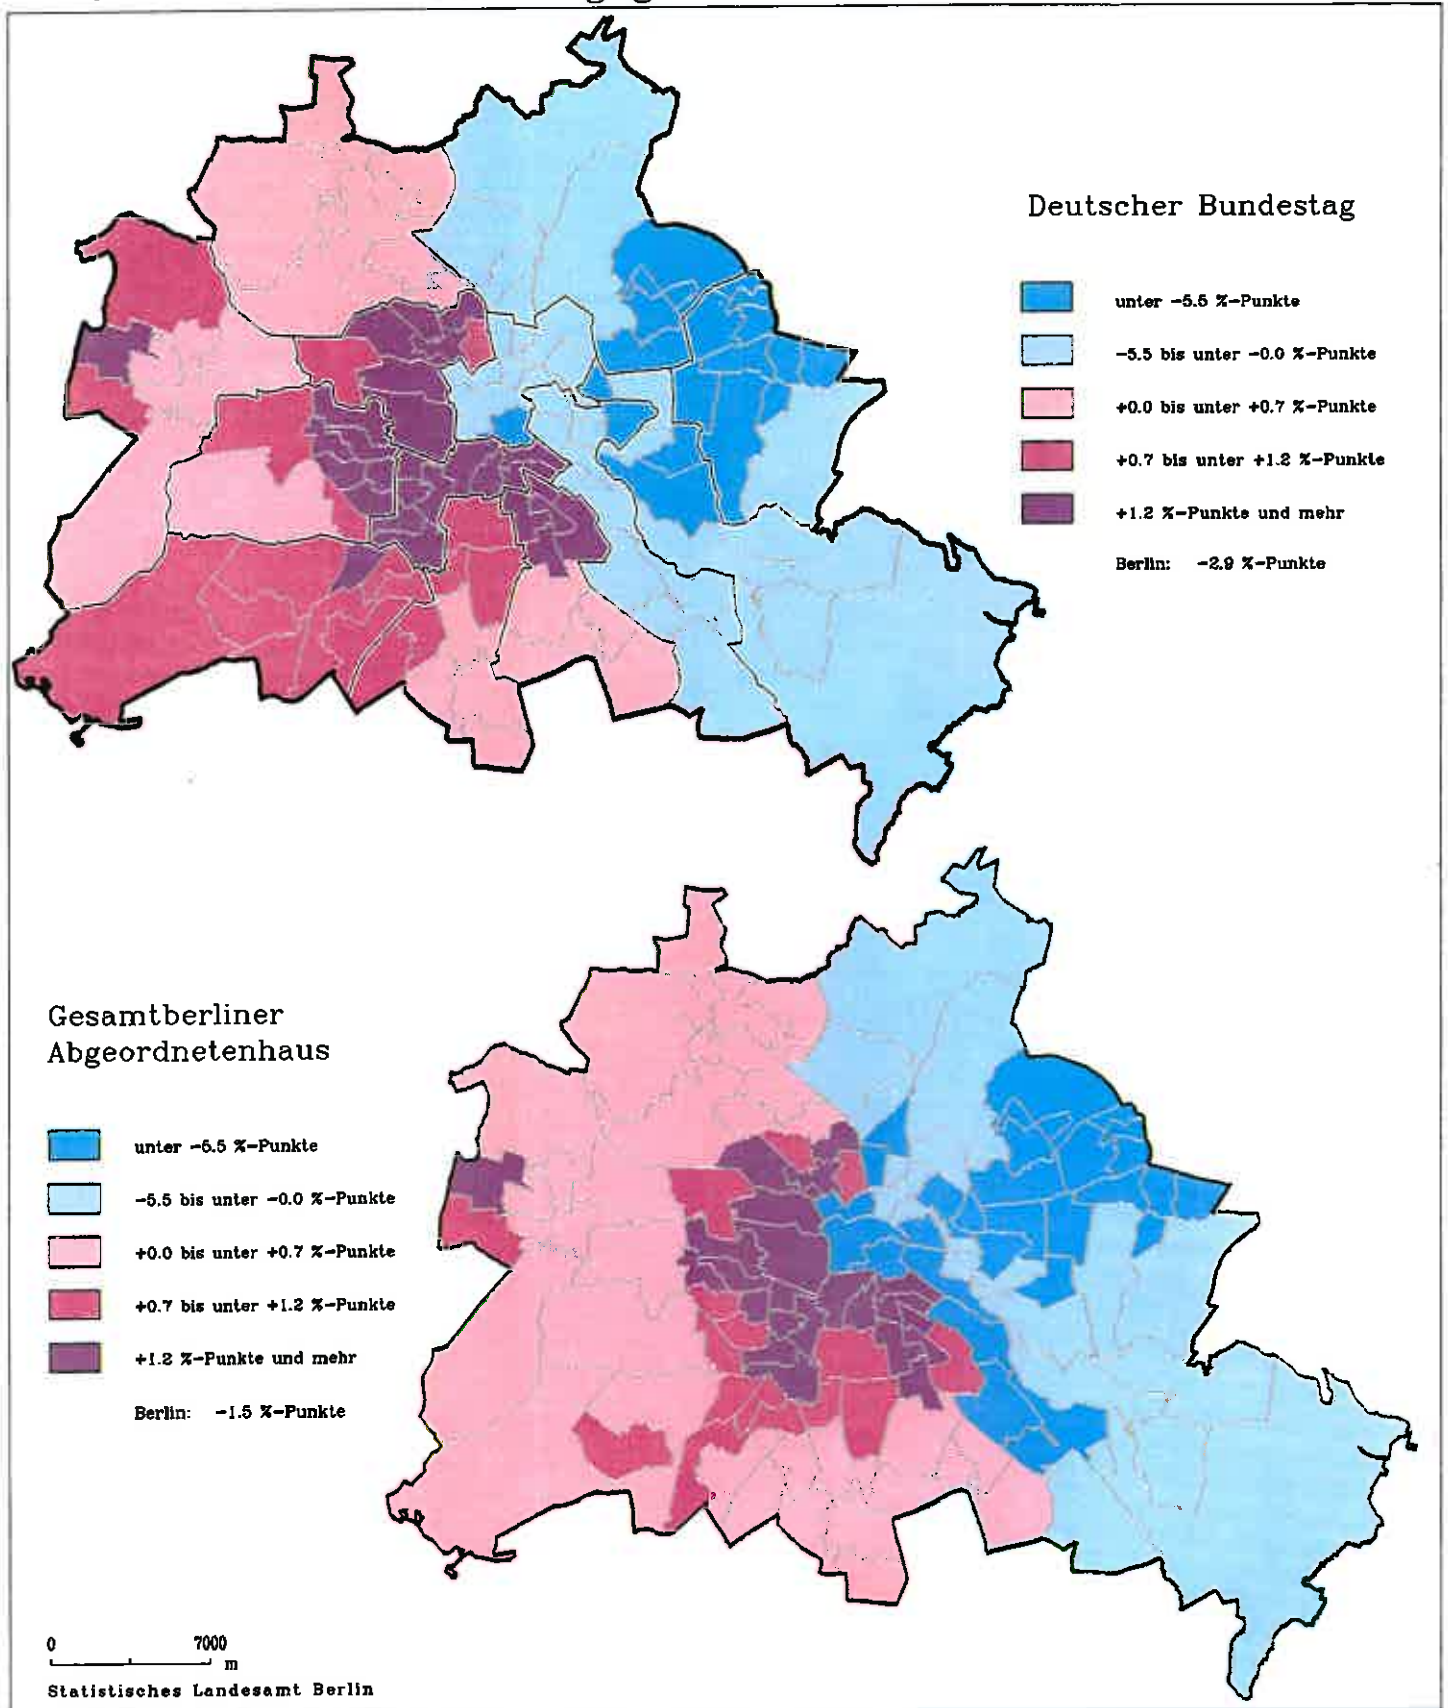 Deutscher Bundestag
unter -5.5 %-Punkte
-5.5 bis unter -0.0 %-Punkte
+0.0 bis unter +0.7 %-Punkte
+0.7 bis unter +1.2 %-Punkte
+1.2 %-Punkte und mehr
Berlin: -2.9 %-Punkte
Gesamtberliner
Abgeordnetenhaus
unter -5.5 %-Punkte
-5.5 bis unter -0.0 %-Punkte
+0.0 bis unter +0.7 %-Punkte
+0.7 bis unter +1.2 %-Punkte
+1.2 %-Punkte und mehr
Berlin: -1.5 %-Punkte
0 7000
m
Statistisches Landesamt Berlin